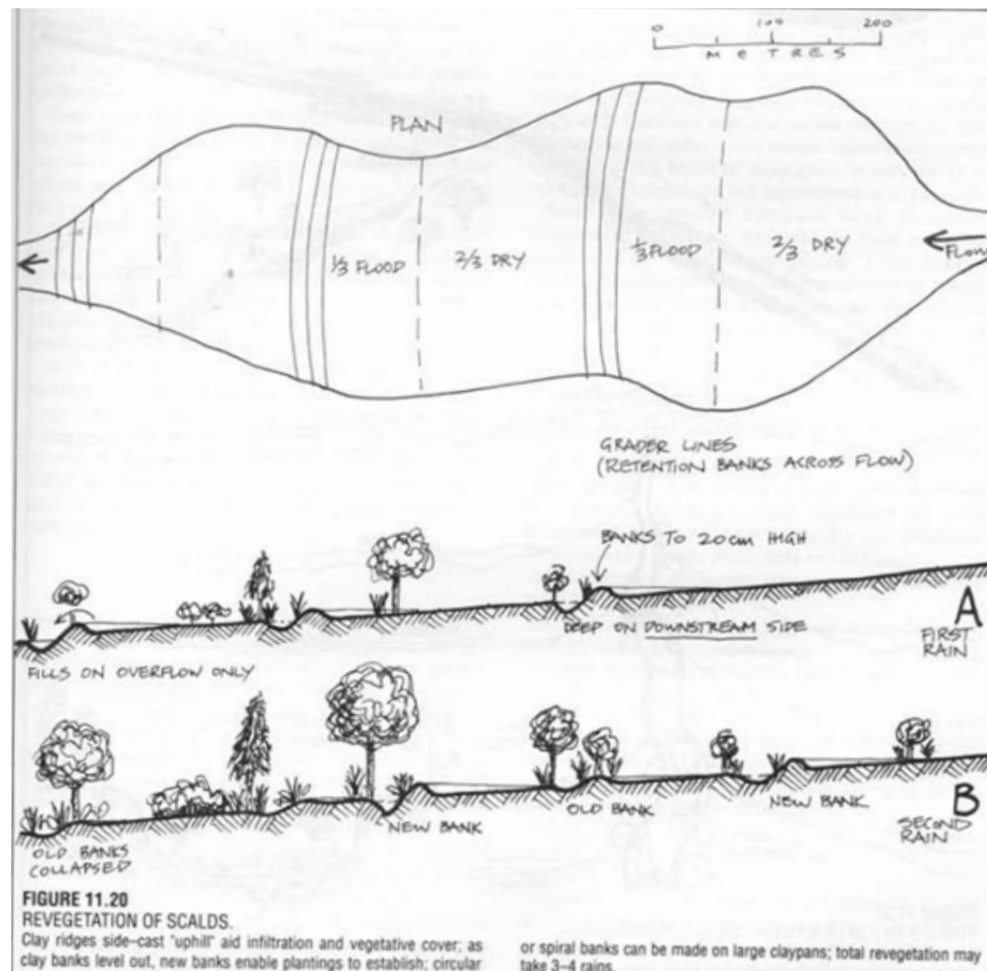 0 100 200
METRES
PLAN
1/3 FLOOD
2/3 DRY
1/3 FLOOD
2/3 DRY
FLOW
GRADER LINES
(RETENTION BANKS ACROSS FLOW)
BANKS TO 20cm HIGH
A
DEEP ON DOWNSTREAM SIDE
FIRST
RAIN
FILLS ON OVERFLOW ONLY
NEW BANK
OLD BANK
NEW BANK
B
SECOND
RAIN
OLD BANKS
COLLAPSED
FIGURE 11.20
REVEGETATION OF SCALDS.
Clay ridges side–cast "uphill" aid infiltration and vegetative cover; as
clay banks level out, new banks enable plantings to establish; circular
or spiral banks can be made on large claypans; total revegetation may
take 3–4 rains.